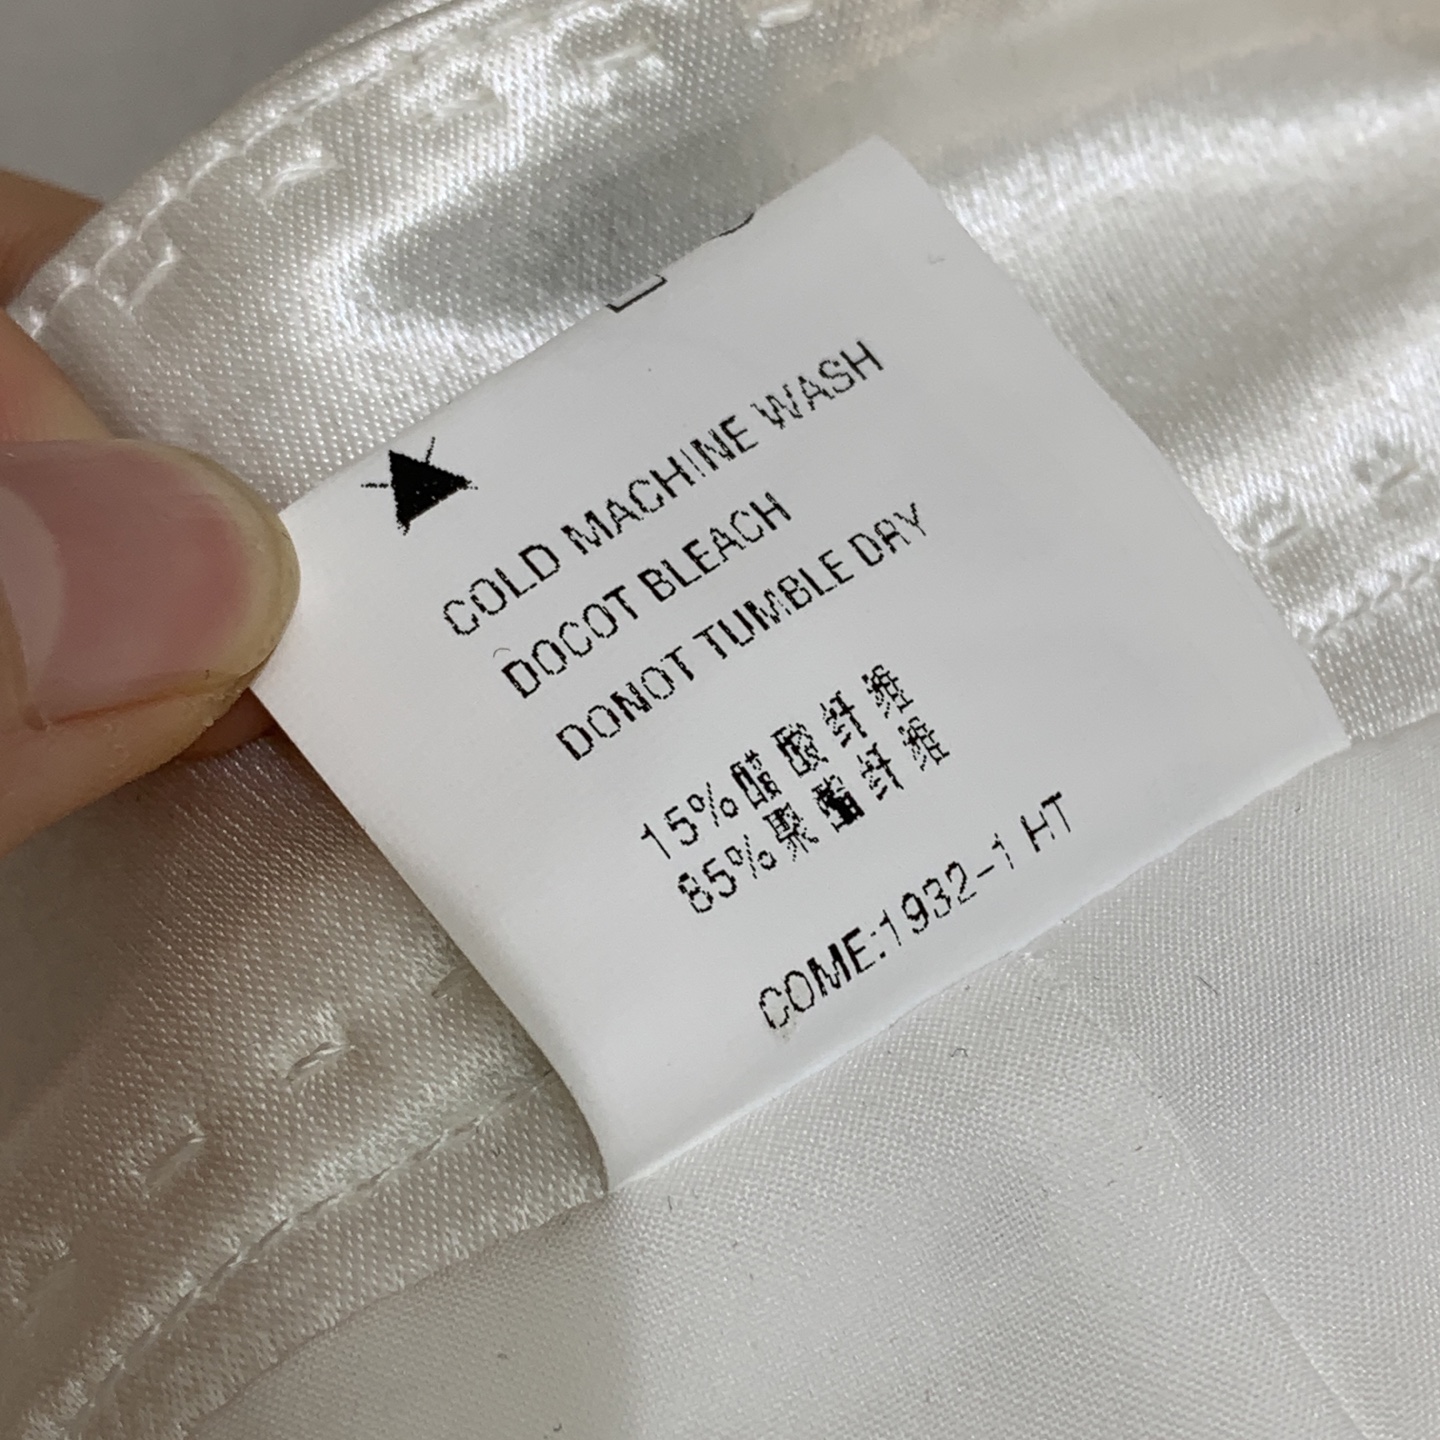 COLD MACHINE WASH
DOCOT BLEACH
DONOT TUMBLE DRY
15%醋酸纤维
85%聚酯纤维
COME:1932-1 HT